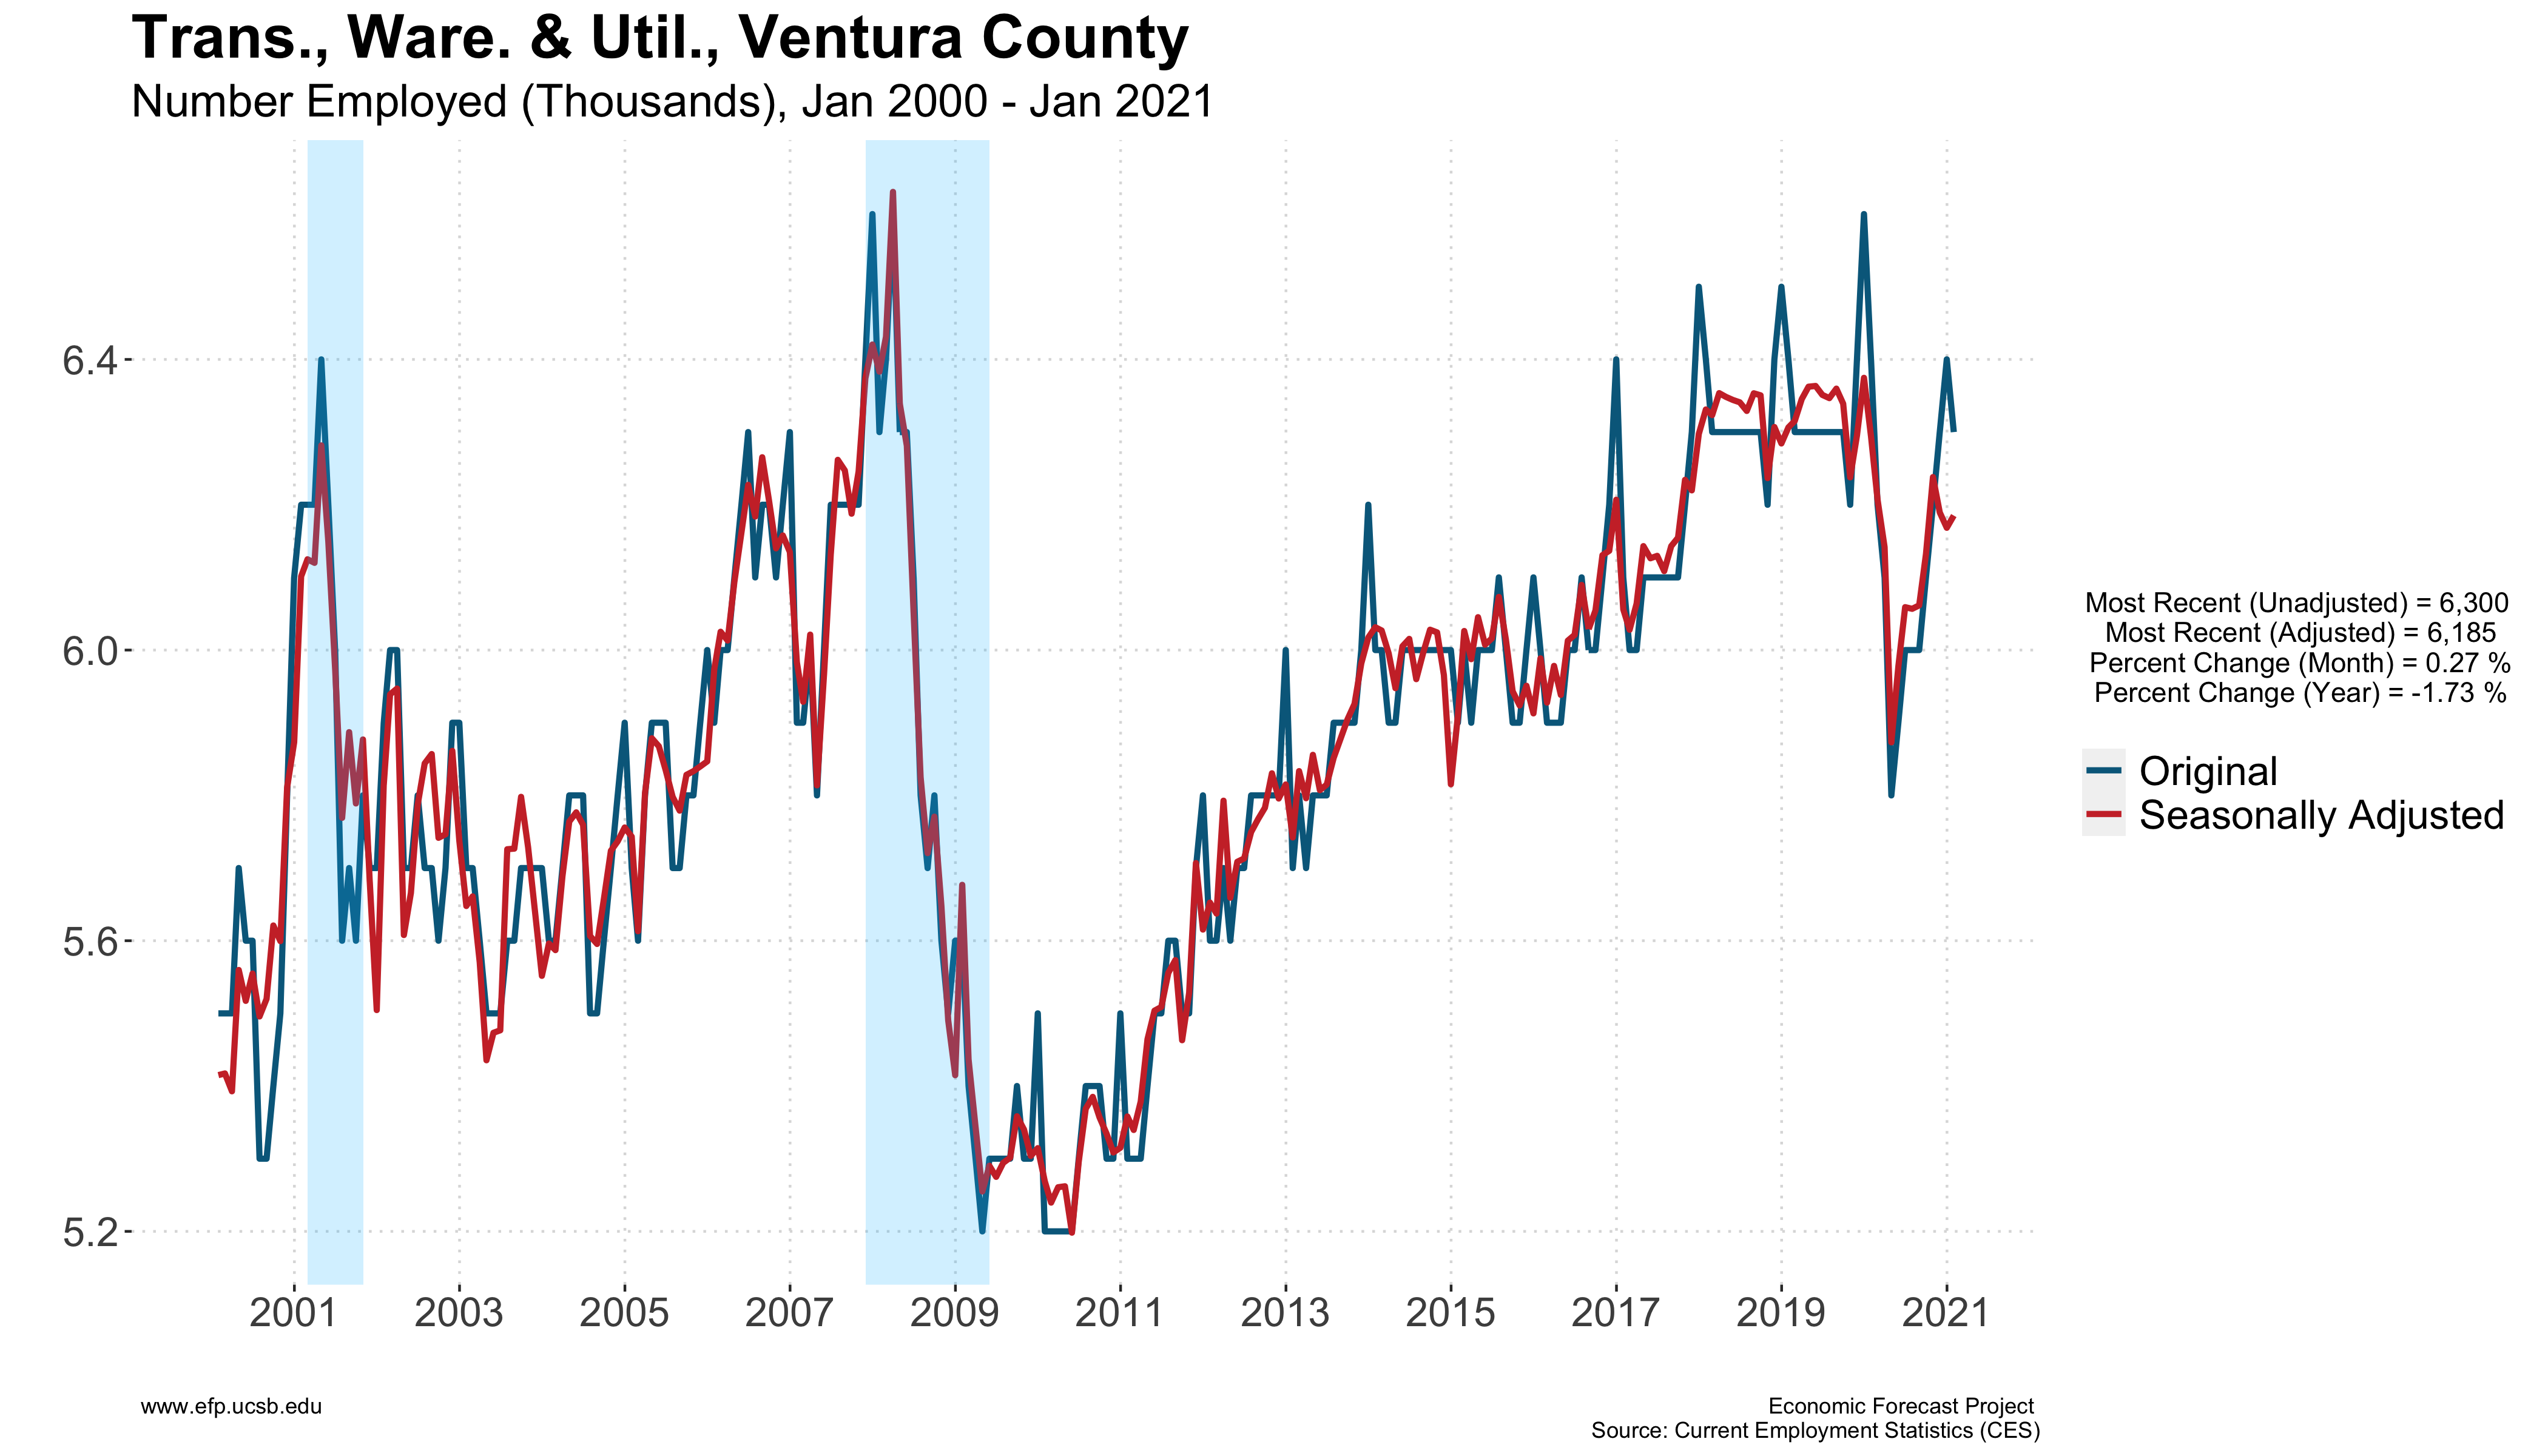 Trans., Ware. & Util., Ventura County
Number Employed (Thousands), Jan 2000 - Jan 2021
6.4
6.0
5.6
5.2
2001 2003 2005 2007 2009 2011 2013 2015 2017 2019 2021
Most Recent (Unadjusted) = 6,300
Most Recent (Adjusted) = 6,185
Percent Change (Month) = 0.27 %
Percent Change (Year) = -1.73 %
Original
Seasonally Adjusted
www.efp.ucsb.edu
Economic Forecast Project
Source: Current Employment Statistics (CES)